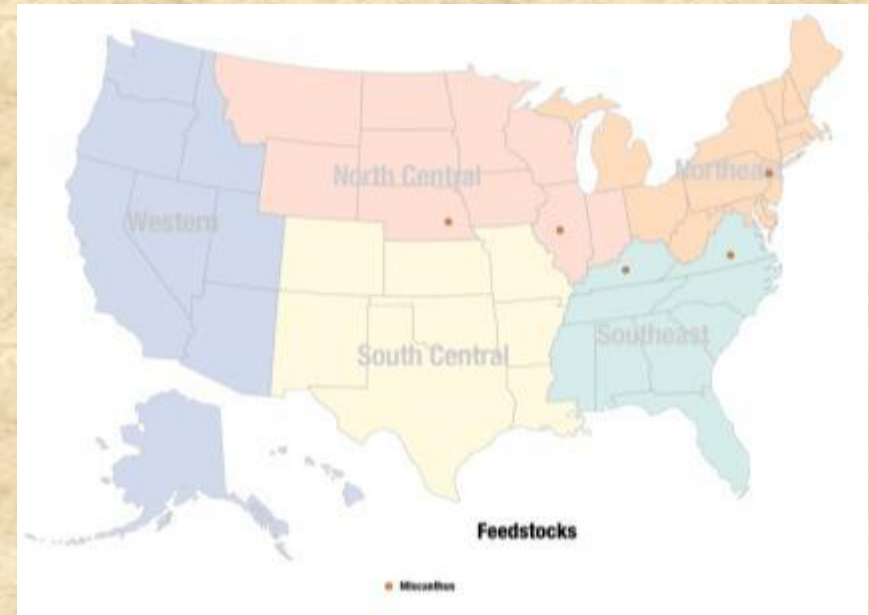 North Central
Northeast
Western
Southeast
South Central
Feedstocks
Miscanthus